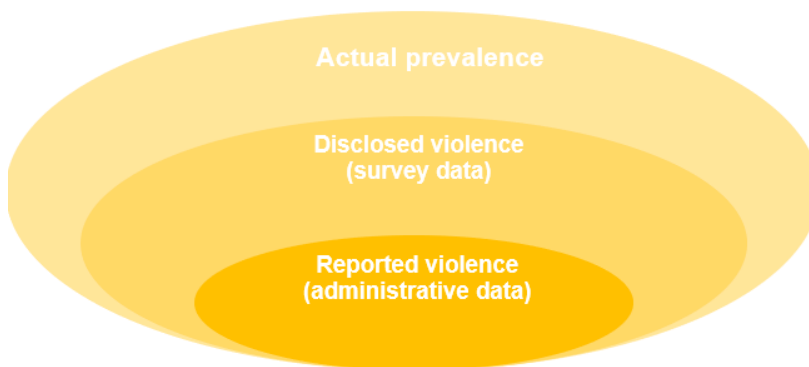 Actual prevalence
Disclosed violence
(survey data)
Reported violence
(administrative data)